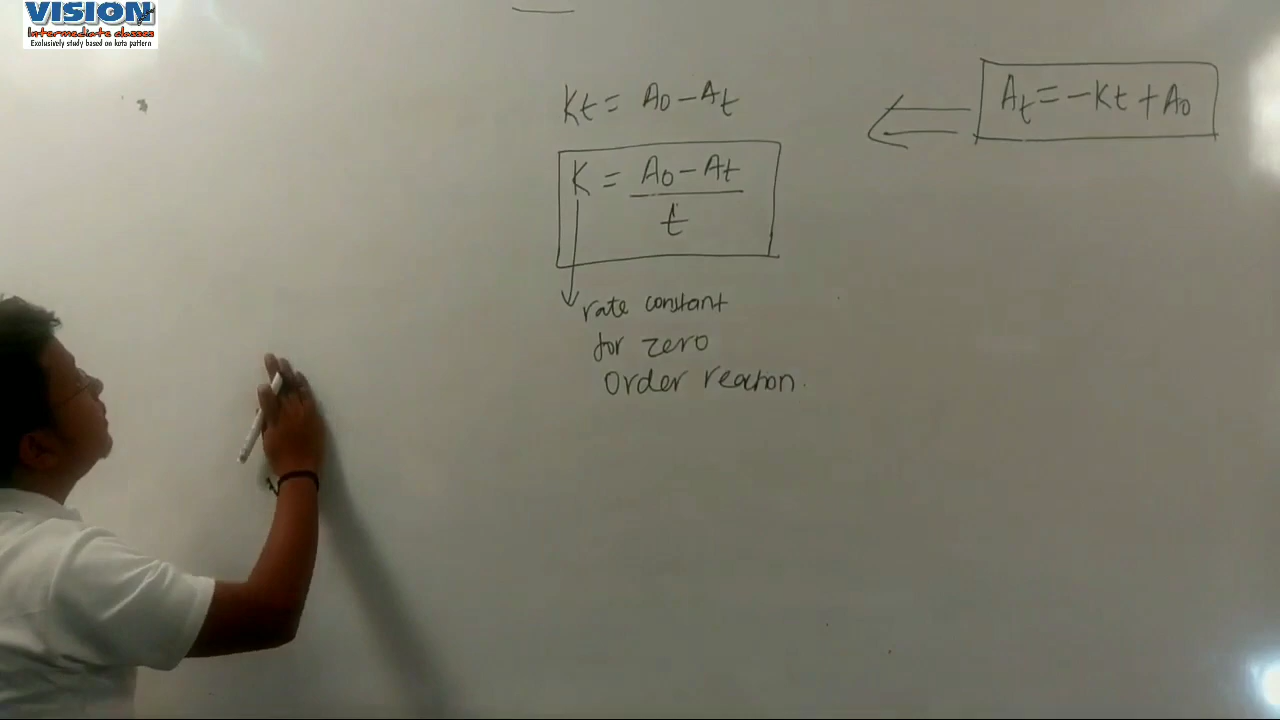 VISION
Intermediate classes
Exclusively study based on kota pattern
Kt = A₀ - At
At = -Kt + A₀
K = A₀ - At / t
rate constant
for zero
order reaction.